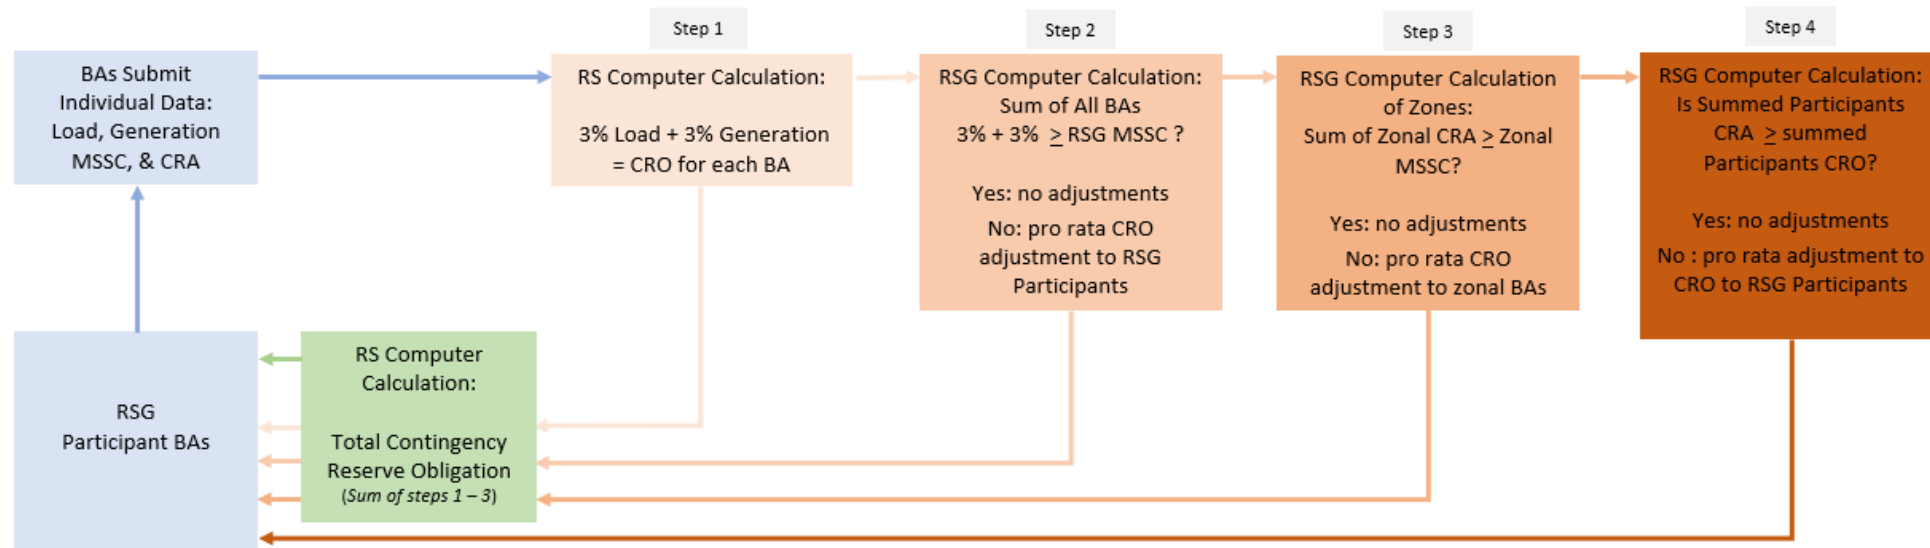 Step 1
Step 2
Step 3
Step 4
BAs Submit
Individual Data:
Load, Generation
MSSC, & CRA
RS Computer Calculation:
3% Load + 3% Generation
= CRO for each BA
RSG Computer Calculation:
Sum of All BAs
3% + 3% ≥ RSG MSSC ?
Yes: no adjustments
No: pro rata CRO
adjustment to RSG
Participants
RSG Computer Calculation
of Zones:
Sum of Zonal CRA ≥ Zonal
MSSC?
Yes: no adjustments
No: pro rata CRO
adjustment to zonal BAs
RSG Computer Calculation:
Is Summed Participants
CRA ≥ summed
Participants CRO?
Yes: no adjustments
No : pro rata adjustment to
CRO to RSG Participants
RSG
Participant BAs
RS Computer
Calculation:
Total Contingency
Reserve Obligation
(Sum of steps 1 – 3)